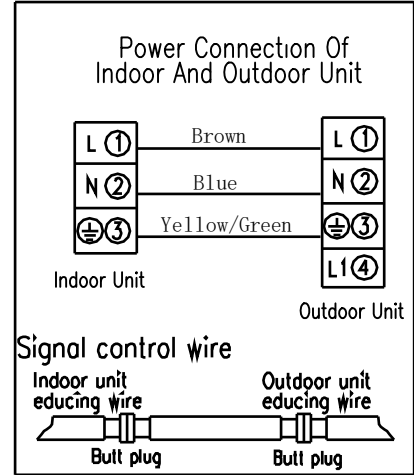 Power Connection Of
Indoor And Outdoor Unit
L ① Brown L ①
N ② Blue N ②
⏚③ Yellow/Green ⏚③
L1④
Indoor Unit
Outdoor Unit
Signal control wire
Indoor unit Outdoor unit
educing wire educing wire
Butt plug Butt plug